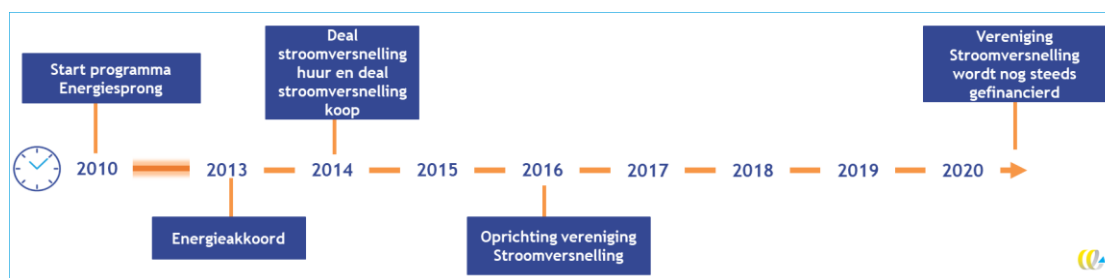 Start programma
Energiesprong
Deal
stroomversnelling
huur en deal
stroomversnelling
koop
Vereniging
Stroomversnelling
wordt nog steeds
gefinancierd
2010 2013 2014 2015 2016 2017 2018 2019 2020
Energieakkoord
Oprichting vereniging
Stroomversnelling